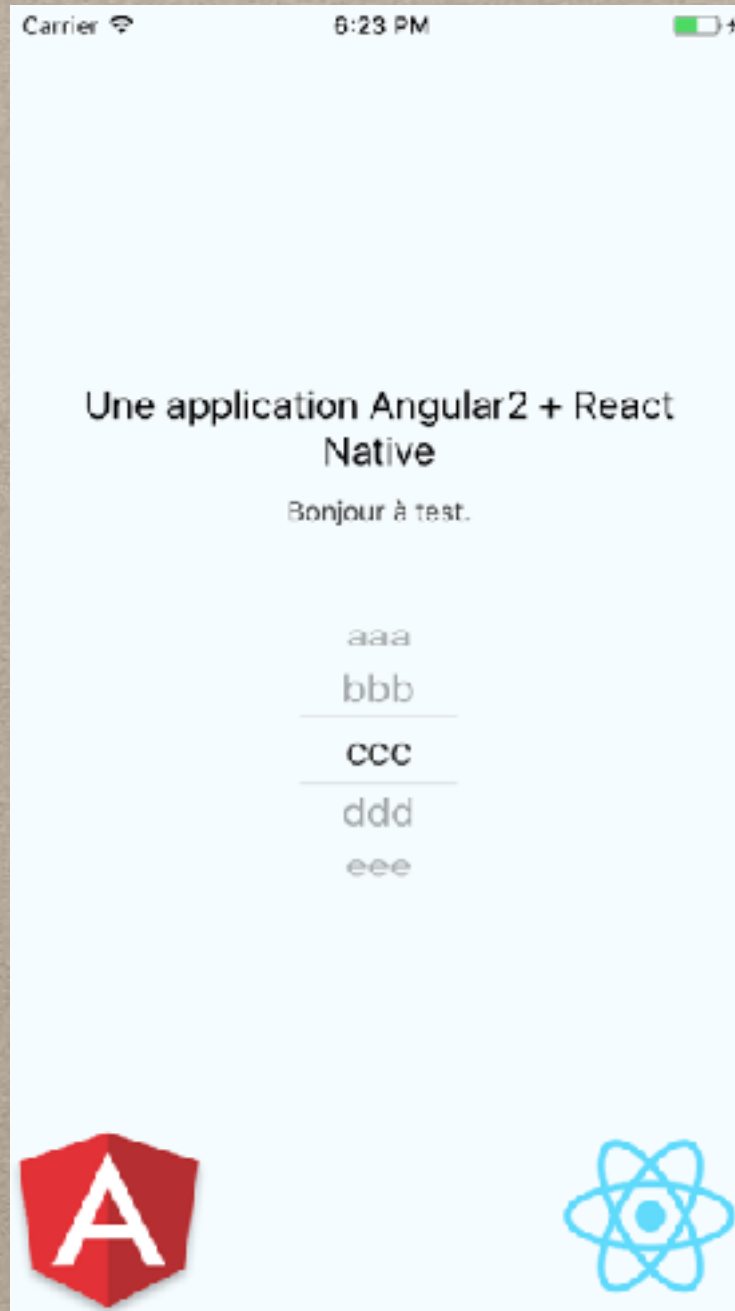 Carrier
6:23 PM
Une application Angular2 + React
Native
Bonjour à test.
aaa
bbb
ccc
ddd
eee
A